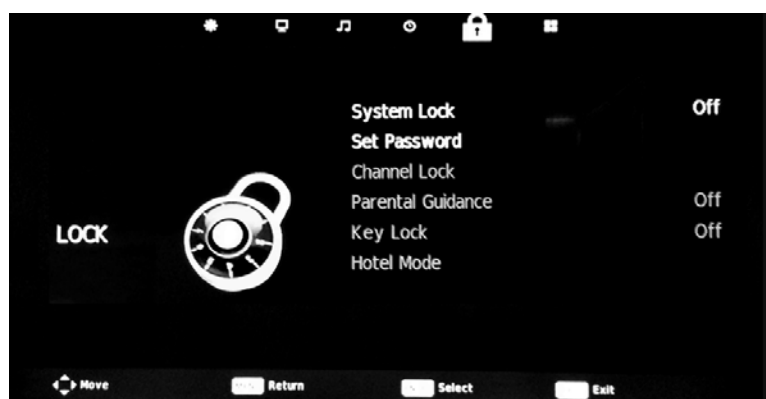 System Lock Off
Set Password
Channel Lock
Parental Guidance Off
LOCK
Key Lock Off
Hotel Mode
Move Return Select Exit